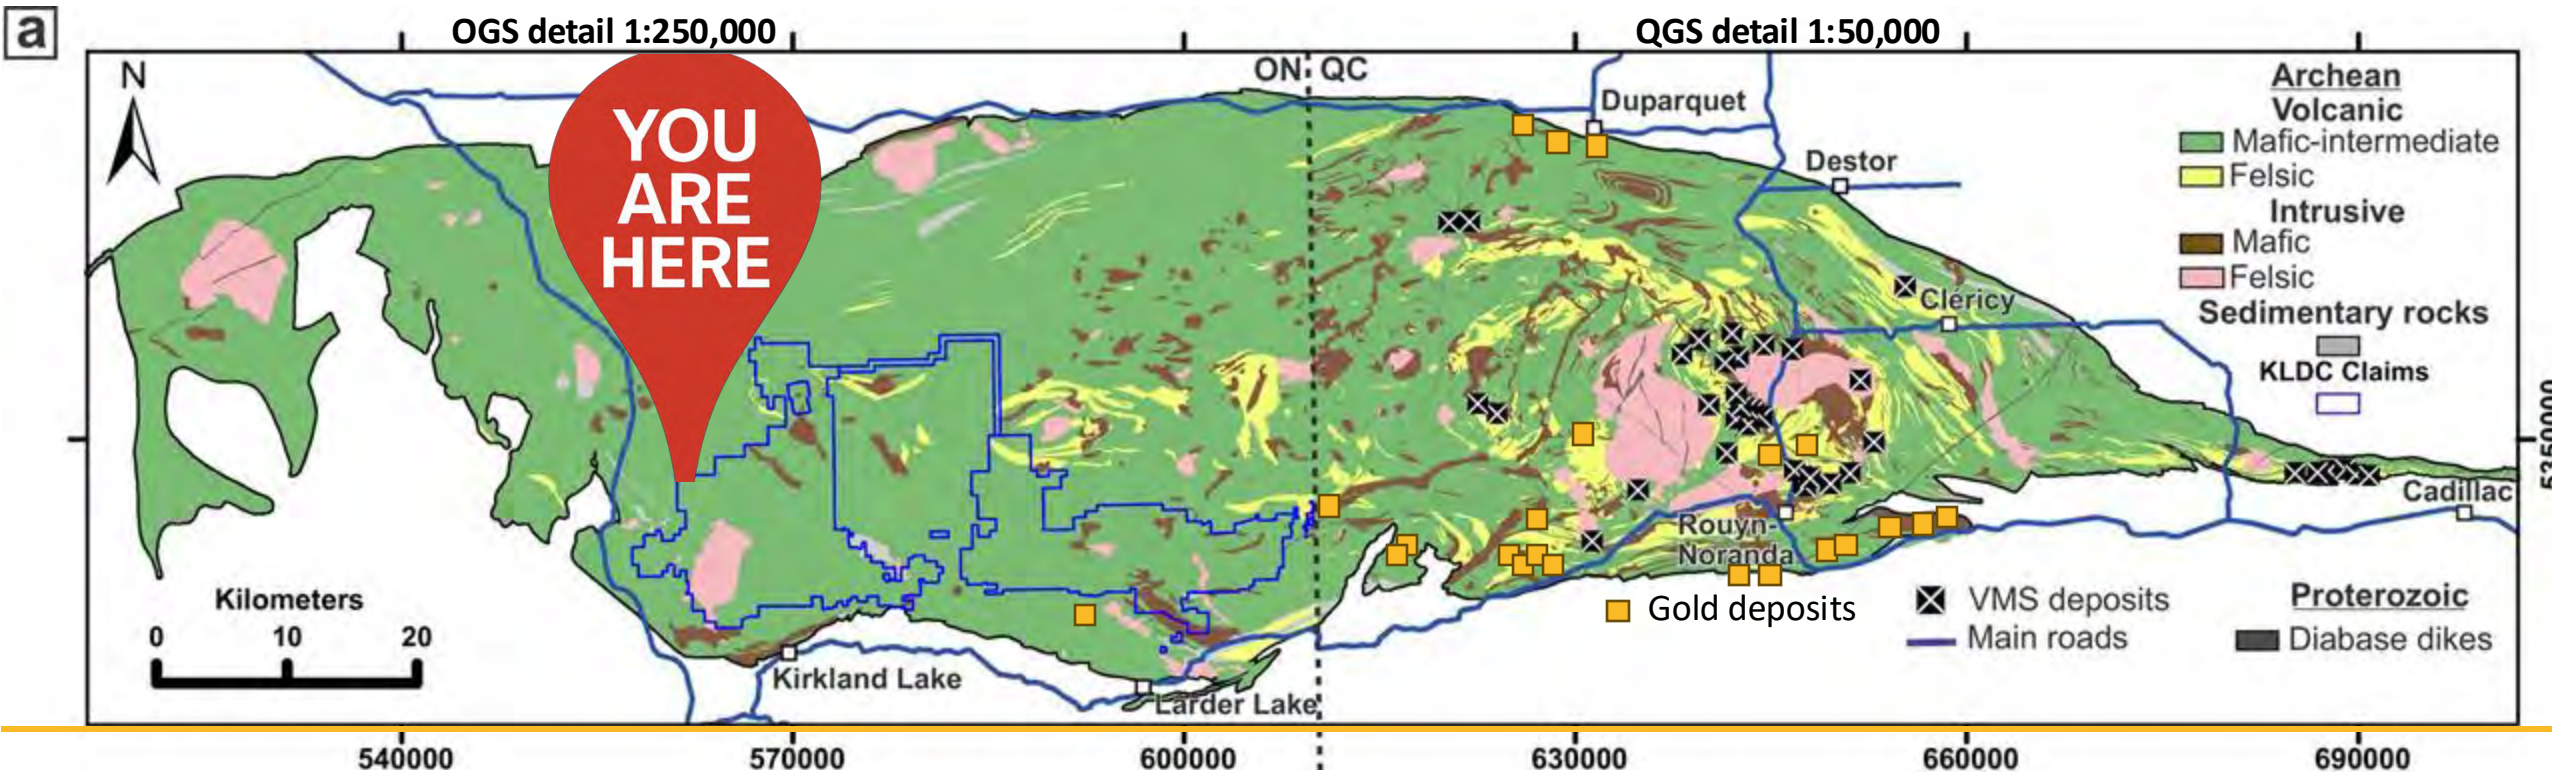 a
OGS detail 1:250,000
QGS detail 1:50,000
N
ON QC
YOU
ARE
HERE
Duparquet
Destor
Cléricy
Rouyn-
Noranda
Cadillac
Kirkland Lake
Larder Lake
Archean
Volcanic
Mafic-intermediate
Felsic
Intrusive
Mafic
Felsic
Sedimentary rocks
KLDC Claims
Kilometers
0 10 20
Gold deposits
VMS deposits
Main roads
Proterozoic
Diabase dikes
5350000
540000 570000 600000 630000 660000 690000